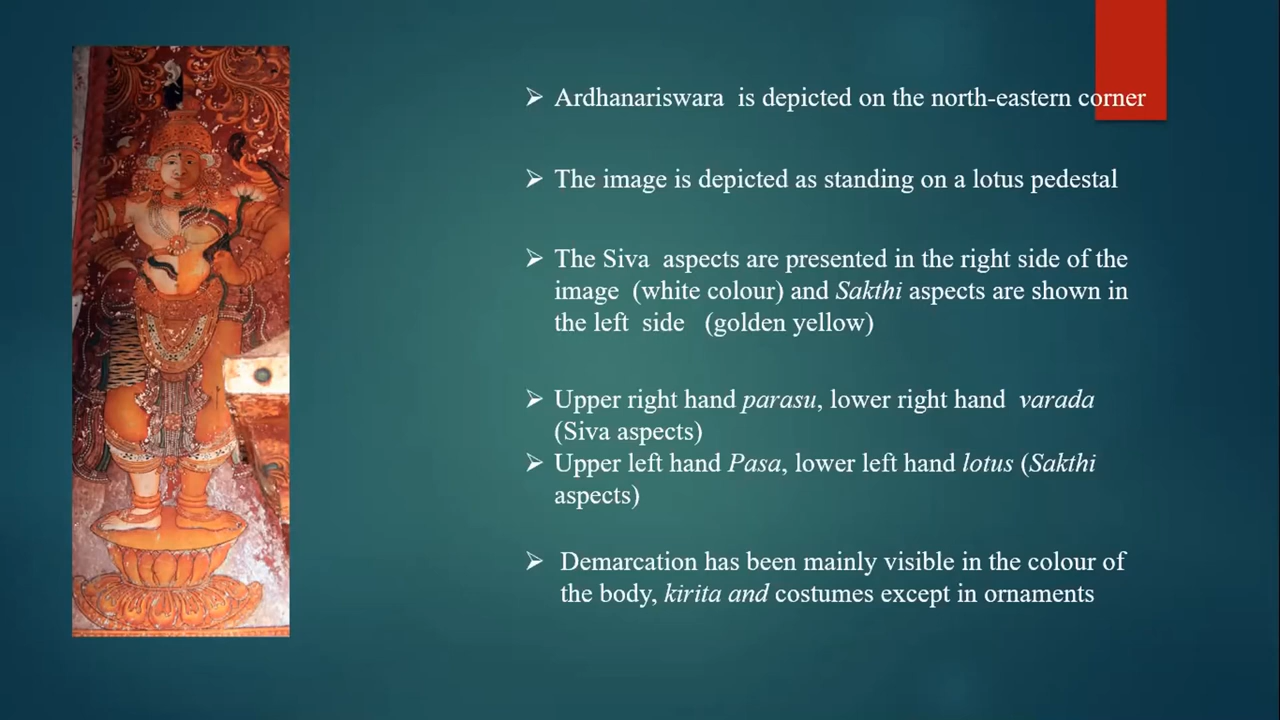 ➢ Ardhanariswara is depicted on the north-eastern corner
➢ The image is depicted as standing on a lotus pedestal
➢ The Siva aspects are presented in the right side of the
image (white colour) and Sakthi aspects are shown in
the left side (golden yellow)
➢ Upper right hand parasu, lower right hand varada
(Siva aspects)
➢ Upper left hand Pasa, lower left hand lotus (Sakthi
aspects)
➢ Demarcation has been mainly visible in the colour of
the body, kirita and costumes except in ornaments